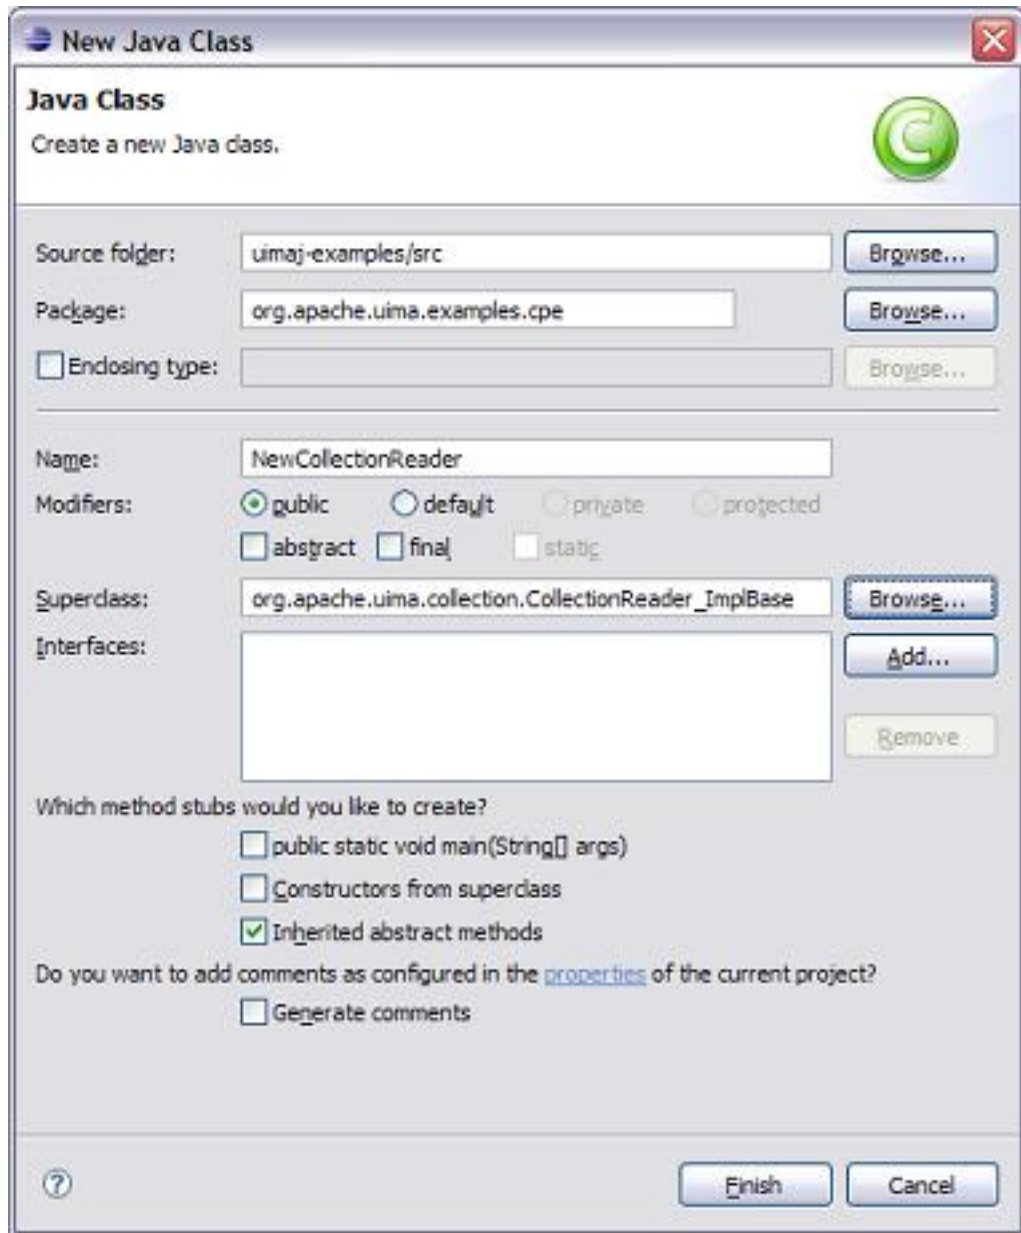 New Java Class
Java Class
Create a new Java class.
Source folder: uimaj-examples/src Browse...
Package: org.apache.uima.examples.cpe Browse...
Enclosing type: Browse...
Name: NewCollectionReader
Modifiers: public default private protected
abstract final static
Superclass: org.apache.uima.collection.CollectionReader_ImplBase Browse...
Interfaces: Add...
Remove
Which method stubs would you like to create?
public static void main(String[] args)
Constructors from superclass
Inherited abstract methods
Do you want to add comments as configured in the properties of the current project?
Generate comments
? Finish Cancel